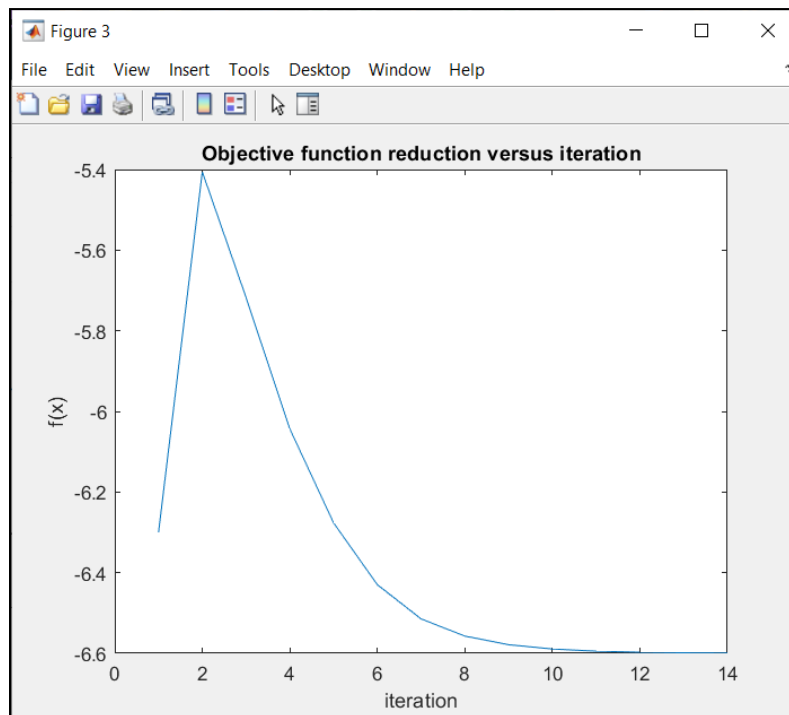 Figure 3
File Edit View Insert Tools Desktop Window Help
Objective function reduction versus iteration
-5.4
-5.6
-5.8
-6
-6.2
-6.4
-6.6
f(x)
0 2 4 6 8 10 12 14
iteration